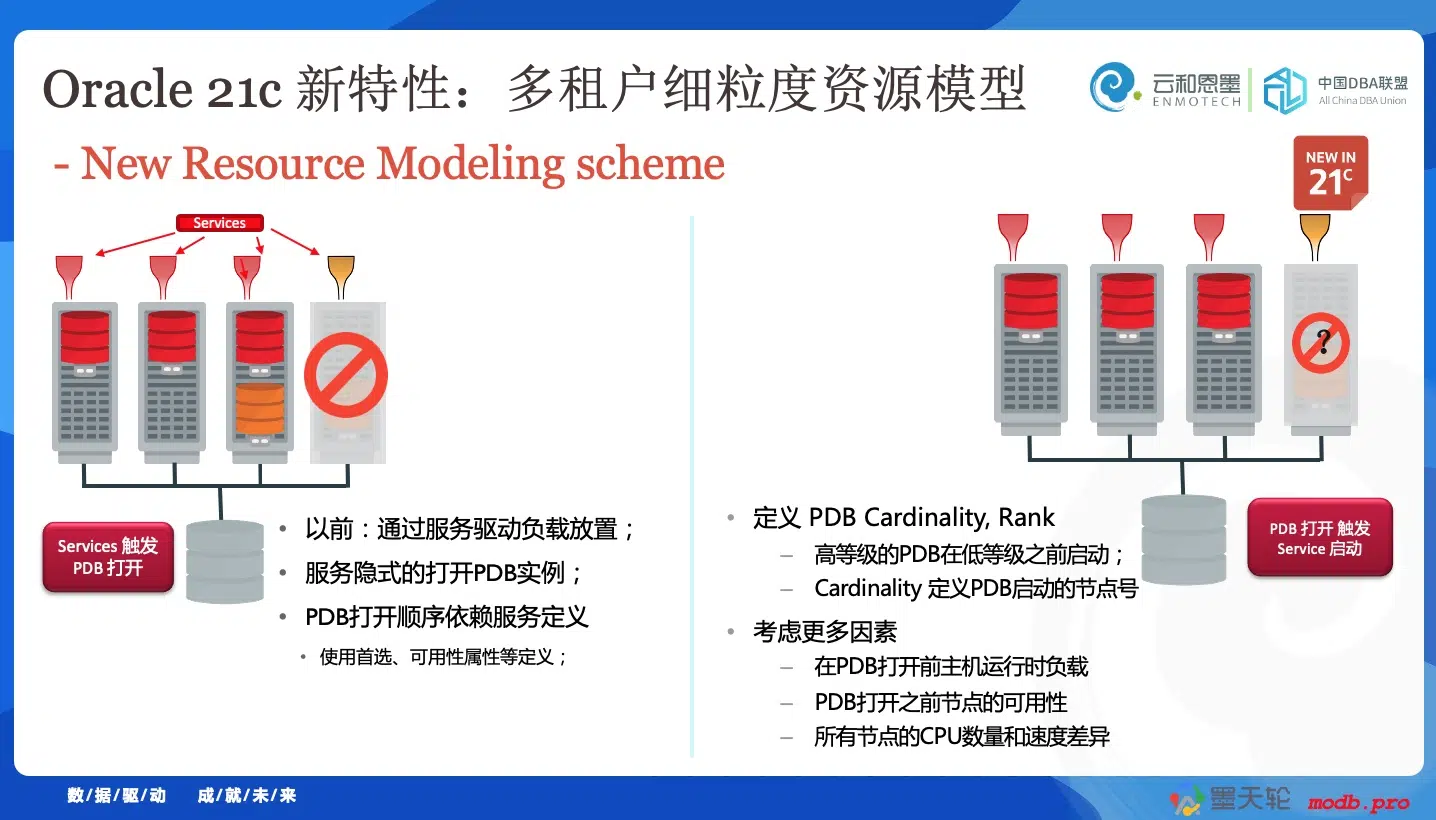 Oracle 21c 新特性：多租户细粒度资源模型
云和恩墨
ENMOTECH
中国DBA联盟
All China DBA Union
- New Resource Modeling scheme
NEW IN
21C
Services
Services 触发
PDB 打开
• 以前：通过服务驱动负载放置；
• 服务隐式的打开PDB实例；
• PDB打开顺序依赖服务定义
• 使用首选、可用性属性等定义；
?
• 定义 PDB Cardinality, Rank
– 高等级的PDB在低等级之前启动；
– Cardinality 定义PDB启动的节点号
• 考虑更多因素
– 在PDB打开前主机运行时负载
– PDB打开之前节点的可用性
– 所有节点的CPU数量和速度差异
PDB 打开 触发
Service 启动
数/据/驱/动 成/就/未/来
墨天轮
modb.pro